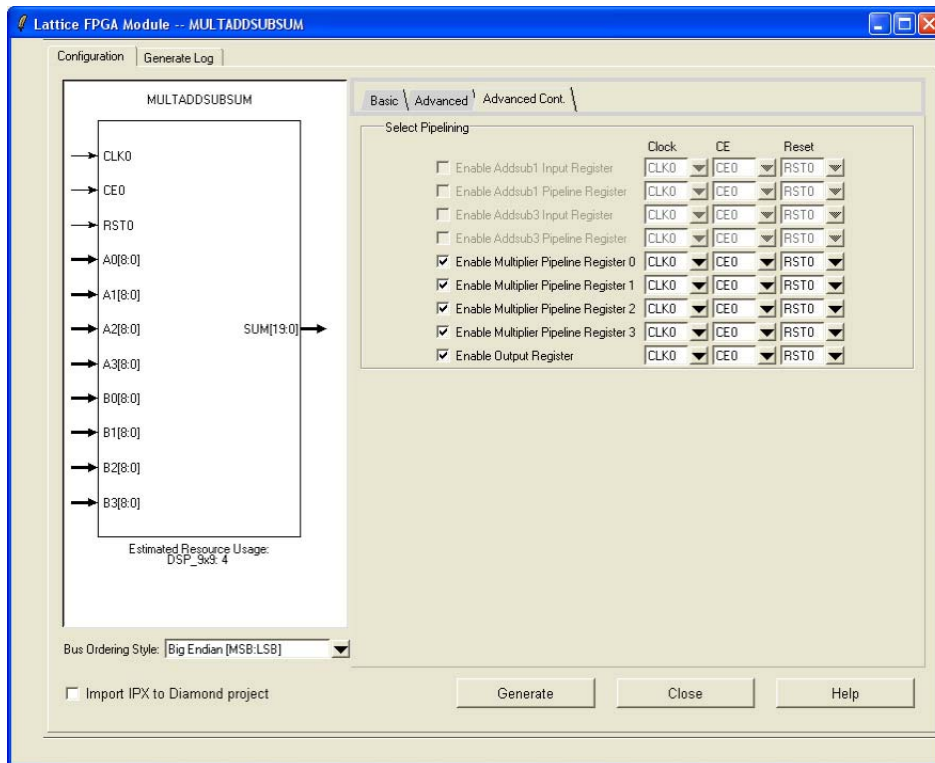 Lattice FPGA Module -- MULTADDSUBSUM
Configuration Generate Log
MULTADDSUBSUM
CLK0
CE0
RST0
A0[8:0]
A1[8:0]
A2[8:0] SUM[19:0]
A3[8:0]
B0[8:0]
B1[8:0]
B2[8:0]
B3[8:0]
Estimated Resource Usage:
DSP_9x9: 4
Bus Ordering Style: Big Endian [MSB:LSB]
Basic Advanced Advanced Cont.
Select Pipelining
Clock CE Reset
Enable Addsub1 Input Register CLK0 CE0 RST0
Enable Addsub1 Pipeline Register CLK0 CE0 RST0
Enable Addsub3 Input Register CLK0 CE0 RST0
Enable Addsub3 Pipeline Register CLK0 CE0 RST0
Enable Multiplier Pipeline Register 0 CLK0 CE0 RST0
Enable Multiplier Pipeline Register 1 CLK0 CE0 RST0
Enable Multiplier Pipeline Register 2 CLK0 CE0 RST0
Enable Multiplier Pipeline Register 3 CLK0 CE0 RST0
Enable Output Register CLK0 CE0 RST0
Import IPX to Diamond project Generate Close Help